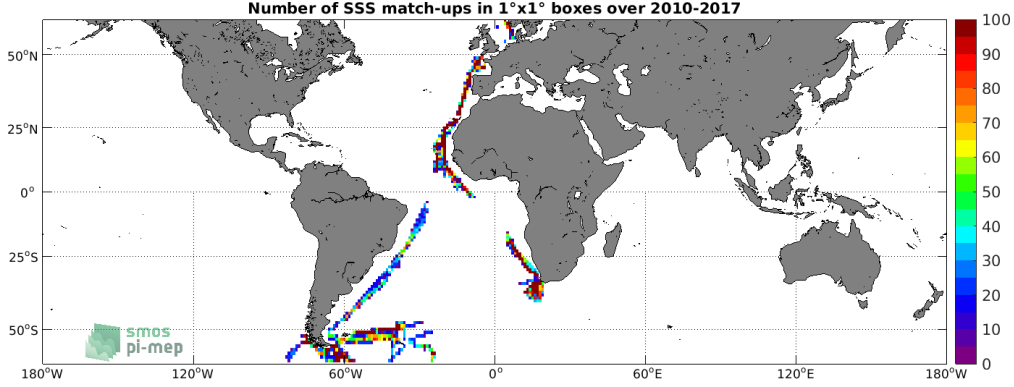 Number of SSS match-ups in 1°x1° boxes over 2010-2017
100
90
80
70
60
50
40
30
20
10
0
50°N
25°N
0°
25°S
50°S
smos
pi-mep
180°W
120°W
60°W
0°E
60°E
120°E
180°W